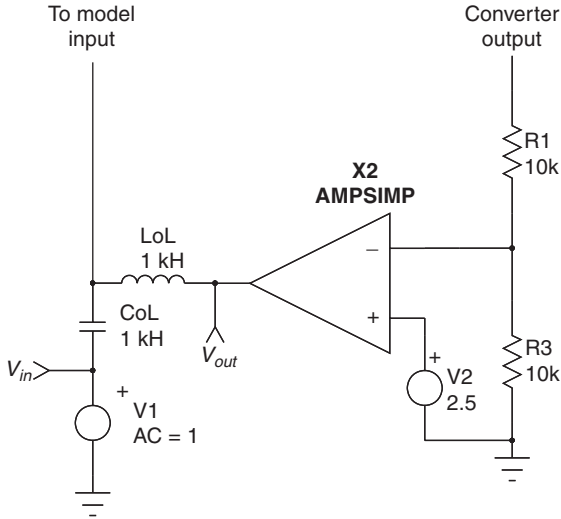 To model
input
Converter
output
R1
10k
X2
AMPSIMP
LoL
1 kH
−
+
CoL
1 kH
Vout
Vin
+
V1
AC = 1
+
V2
2.5
R3
10k